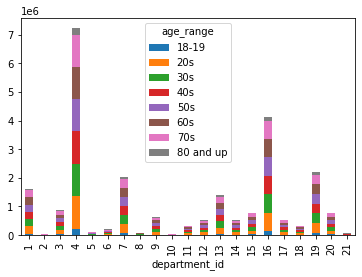 1e6
7
6
5
4
3
2
1
0
age_range
18-19
20s
30s
40s
50s
60s
70s
80 and up
1 2 3 4 5 6 7 8 9 10 11 12 13 14 15 16 17 18 19 20 21
department_id